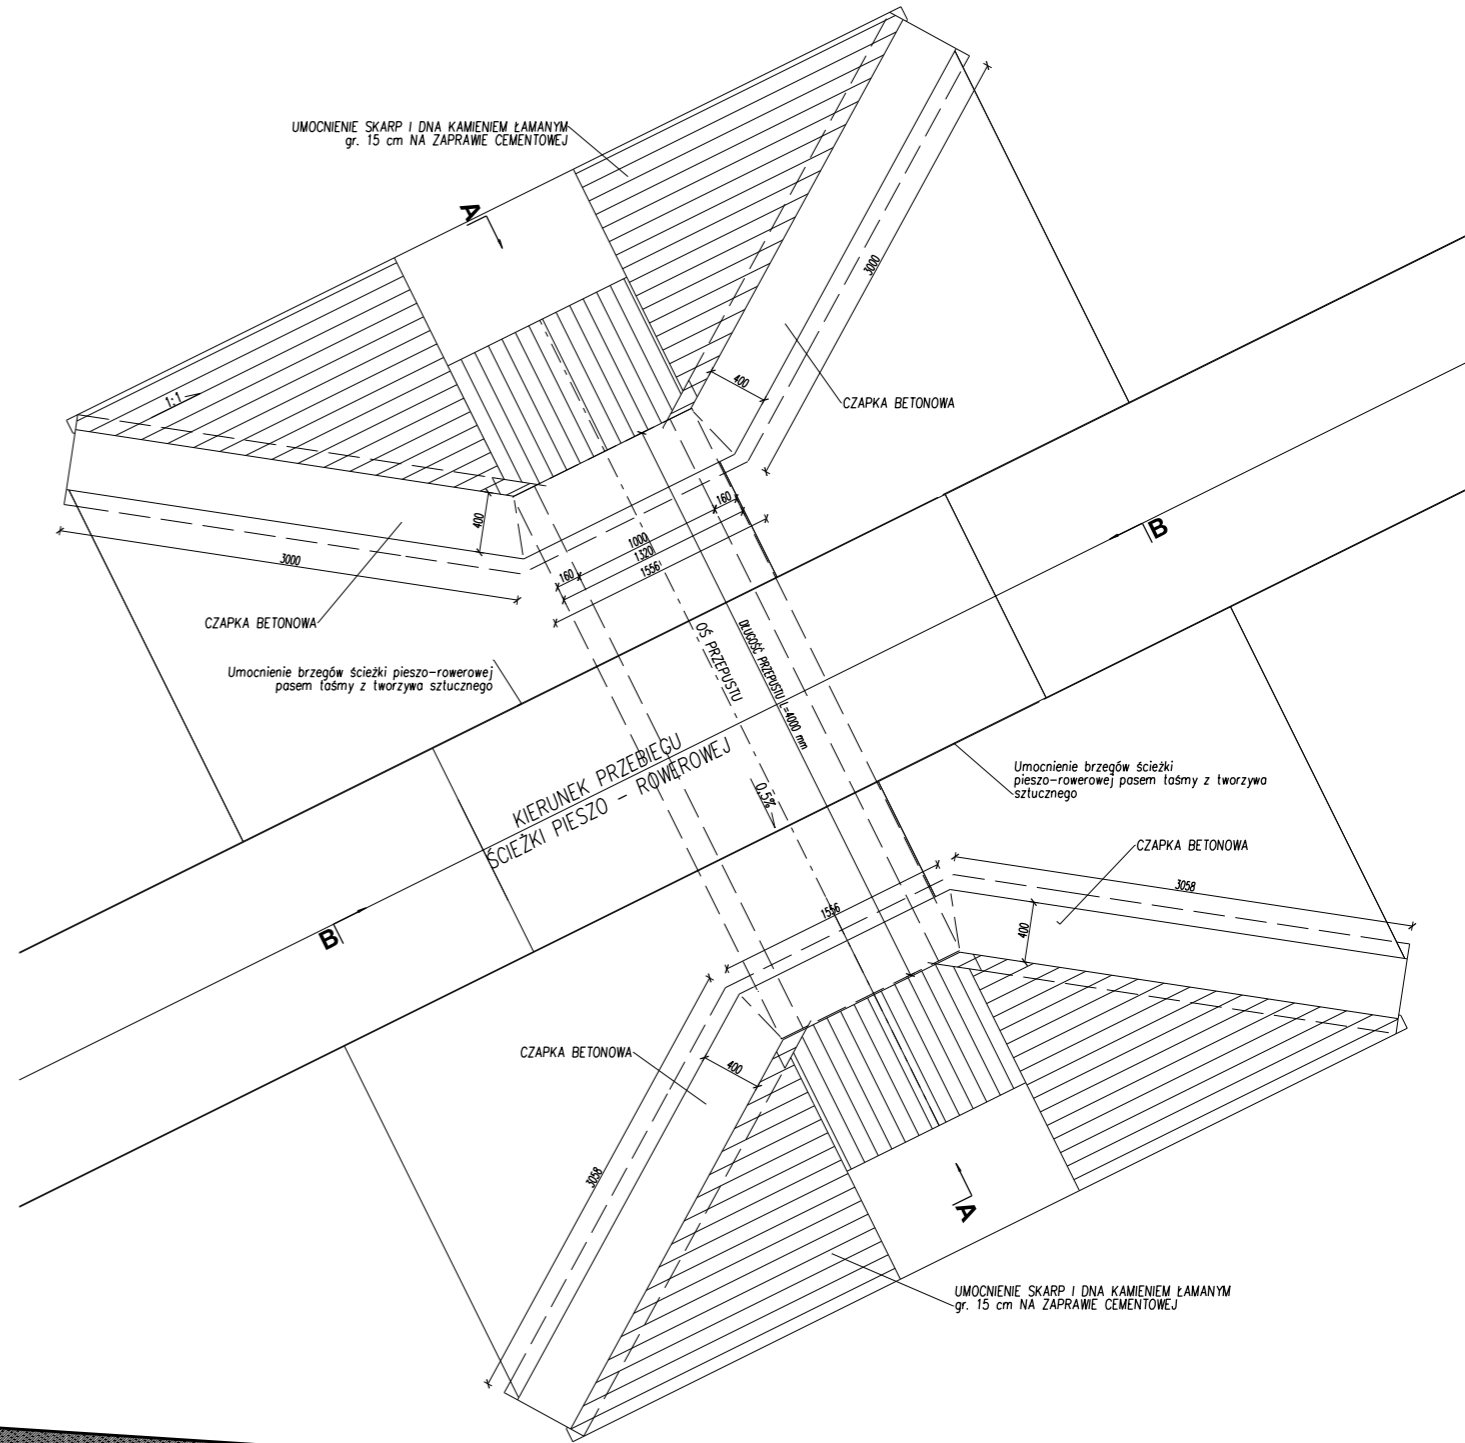 UMOCNIENIE SKARP I DNA KAMIENIEM ŁAMANYM
gr. 15 cm NA ZAPRAWIE CEMENTOWEJ
A
3000
1:1
400
CZAPKA BETONOWA
400
160
1000
1320
1556
160
B
3000
CZAPKA BETONOWA
OŚ PRZEPUSTU
DŁUGOŚĆ PRZEPUSTU L=4000 mm
Umocnienie brzegów ścieżki pieszo-rowerowej
pasem taśmy z tworzywa sztucznego
KIERUNEK PRZEBIEGU
ŚCIEŻKI PIESZO - ROWEROWEJ
0.5%
Umocnienie brzegów ścieżki
pieszo-rowerowej pasem taśmy z tworzywa
sztucznego
CZAPKA BETONOWA
3058
1556
400
B
CZAPKA BETONOWA
400
3058
A
UMOCNIENIE SKARP I DNA KAMIENIEM ŁAMANYM
gr. 15 cm NA ZAPRAWIE CEMENTOWEJ